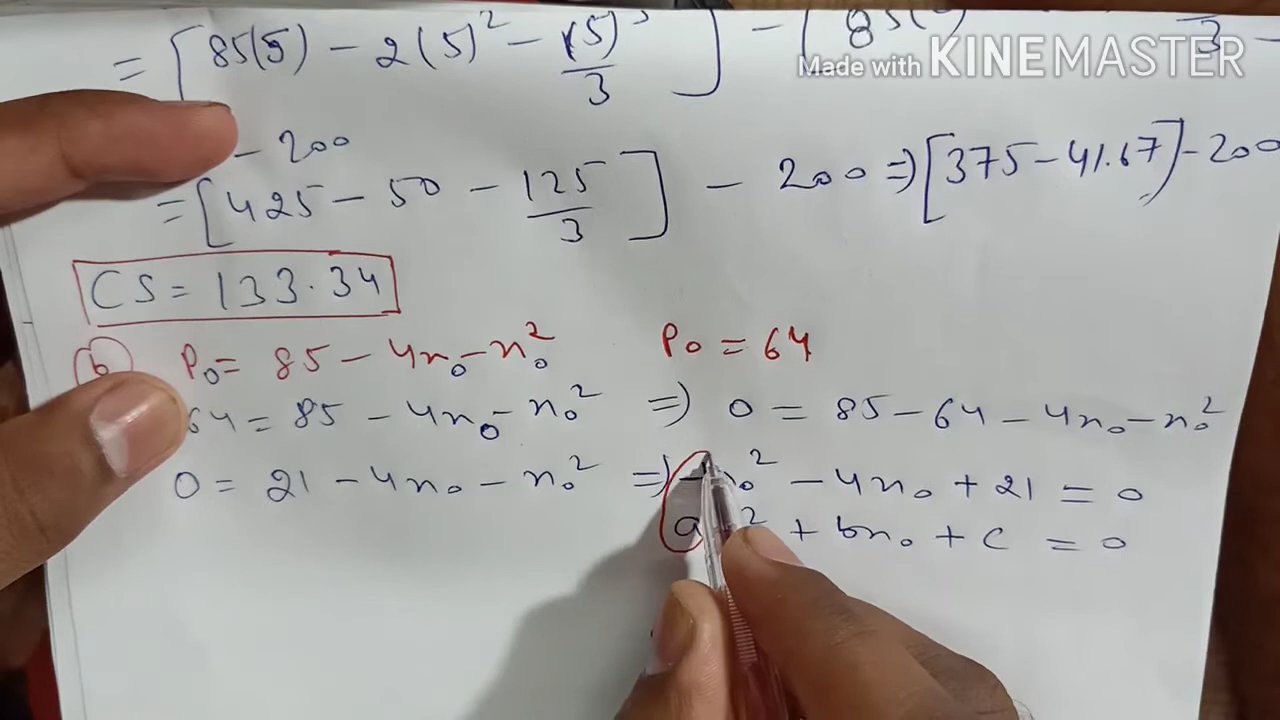 = [ 85(5) - 2(5)² - (5)³/3 ] - [ 85( 3 -
Made with KINEMASTER
- 200
= [ 425 - 50 - 125/3 ] - 200 ⇒ [ 375 - 41.67 ] - 200
CS = 133.34
b P₀ = 85 - 4x₀ - x₀² P₀ = 64
64 = 85 - 4x₀ - x₀² ⇒ 0 = 85 - 64 - 4x₀ - x₀²
0 = 21 - 4x₀ - x₀² ⇒ - x₀² - 4x₀ + 21 = 0
a ² + bx₀ + c = 0